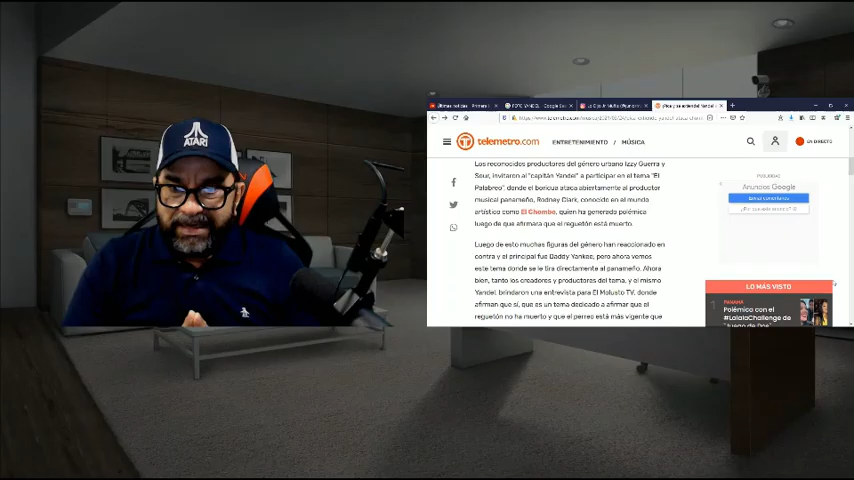 ATARI
Últimas noticias
telemetro.com
ENTRETENIMIENTO / MÚSICA
EN DIRECTO
Los reconocidos productores del género urbano Izzy Guerra y
Sour, invitaron al "capitán Yandel" a participar en el tema "El
Palabreo", donde el boricua ataca abiertamente al productor
musical panameño, Rodney Clark, conocido en el mundo
artístico como El Chombo, quien ha generado polémica
luego de que afirmara que el reguetón está muerto.
Luego de esto muchas figuras del género han reaccionado en
contra y el principal fue Daddy Yankee, pero ahora vemos
este tema donde se le tira directamente al panameño. Ahora
bien, tanto los creadores y productores del tema, y el mismo
Yandel, brindaron una entrevista para El Molusto TV, donde
afirman que sí, que es un tema dedicado a afirmar que el
reguetón no ha muerto y que el perreo está más vigente que
PUBLICIDAD
Anuncios Google
LO MÁS VISTO
1
PANAMÁ
Polémica con el
#LalalaChallenge de